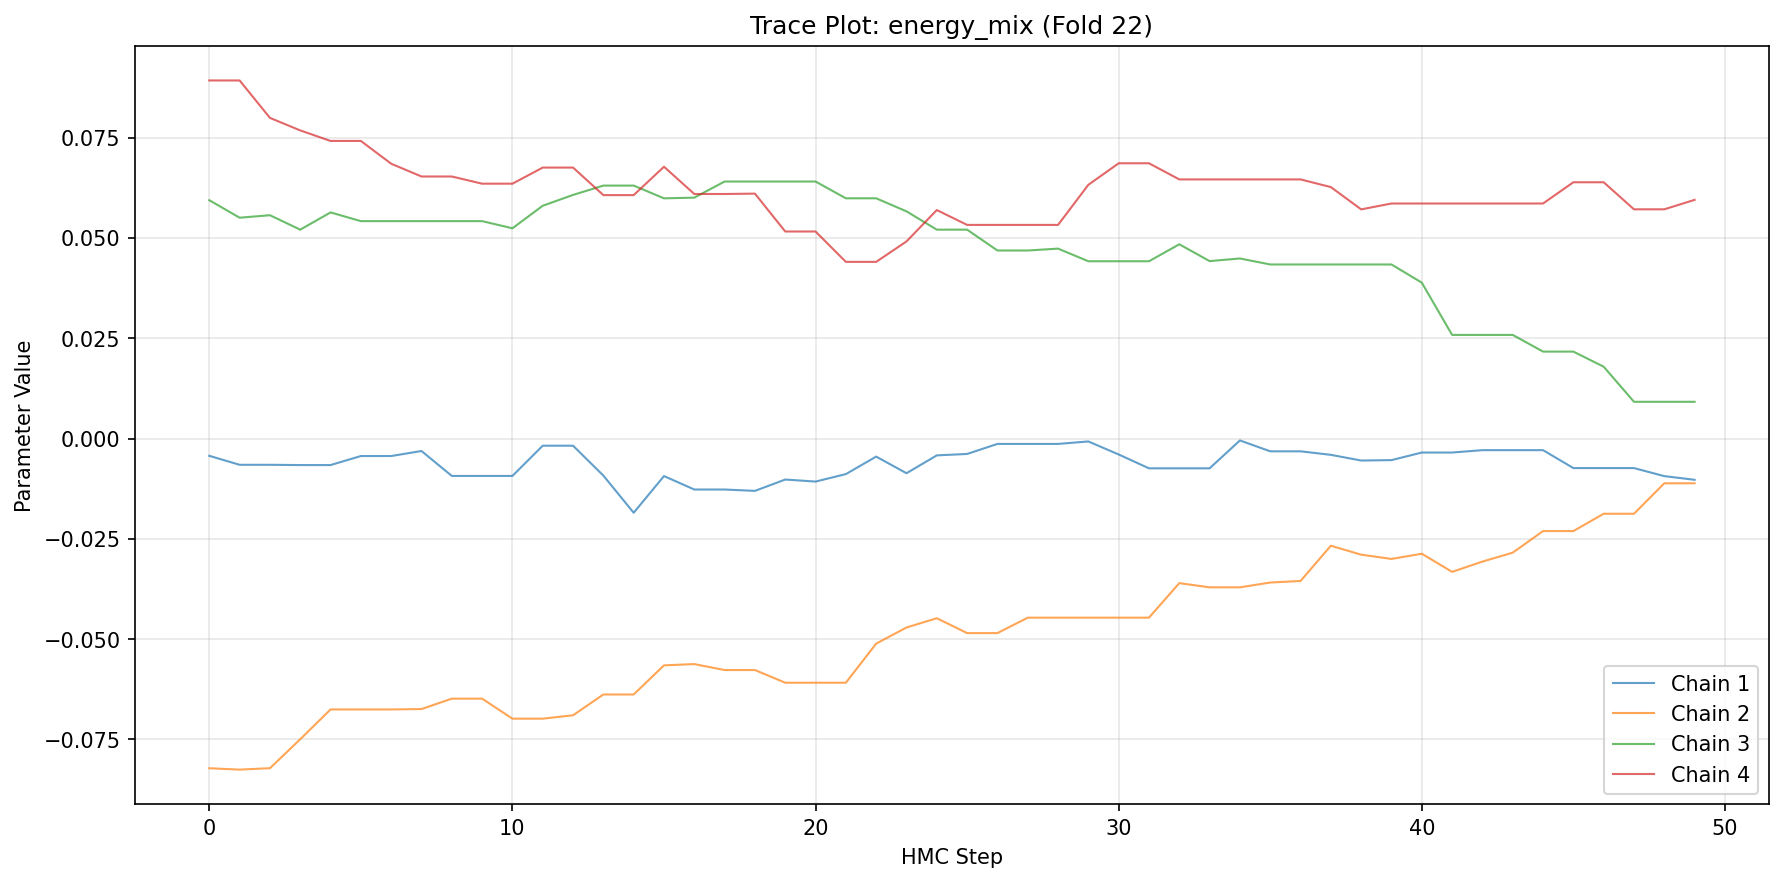 Trace Plot: energy_mix (Fold 22)
Parameter Value
0.075
0.050
0.025
0.000
−0.025
−0.050
−0.075
0 10 20 30 40 50
HMC Step
Chain 1
Chain 2
Chain 3
Chain 4